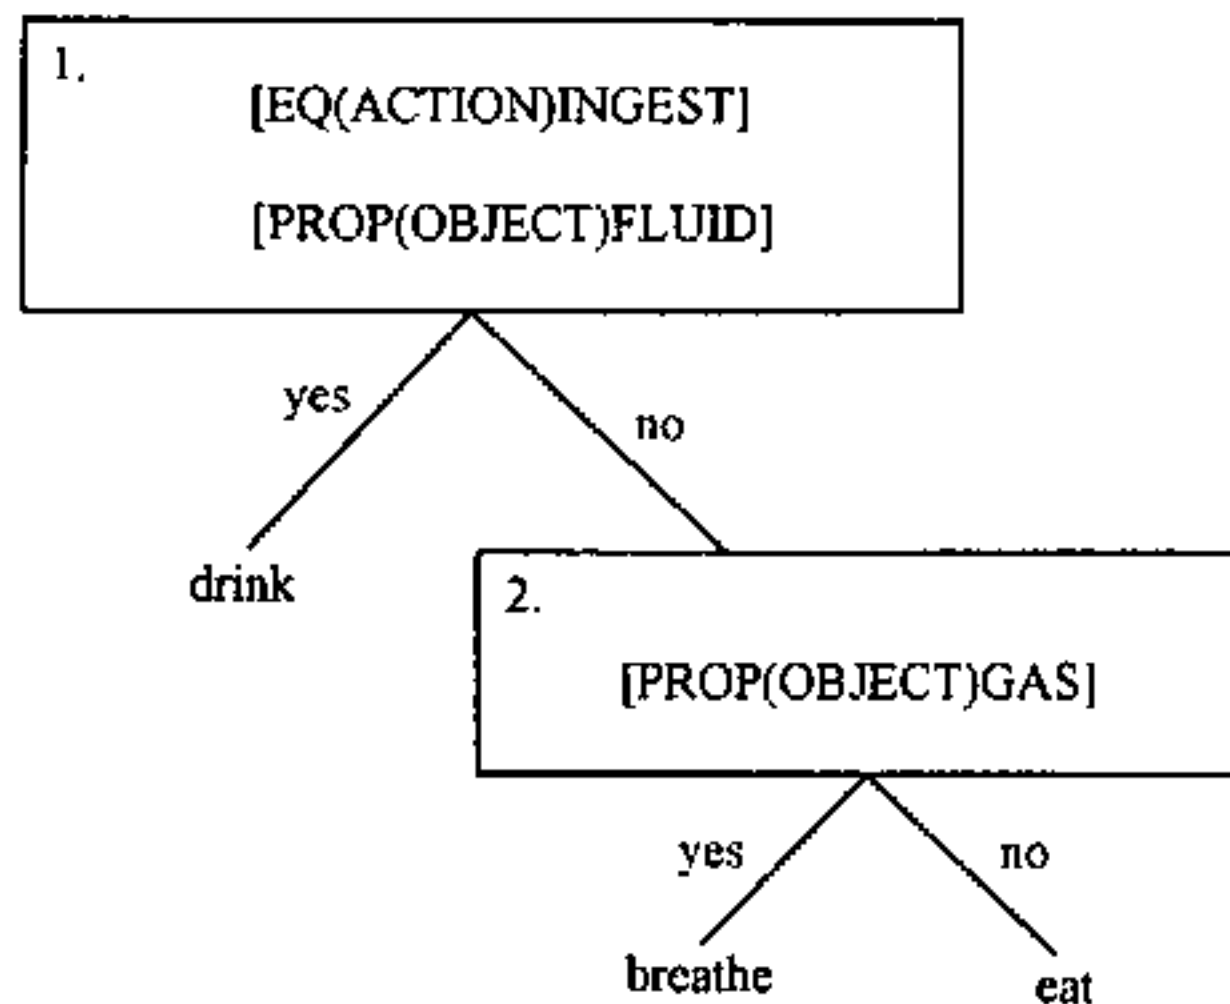 1.
[EQ(ACTION)INGEST]
[PROP(OBJECT)FLUID]
yes
no
drink
2.
[PROP(OBJECT)GAS]
yes
no
breathe
eat